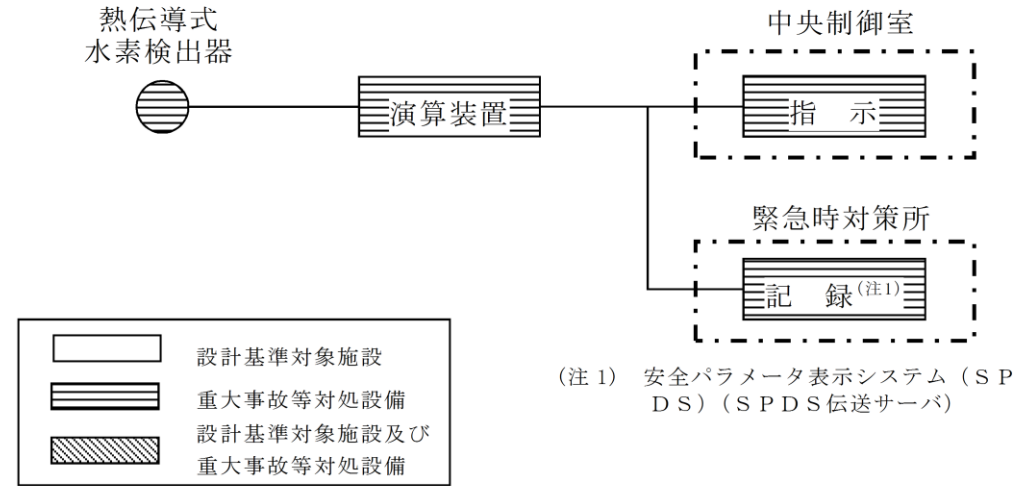 熱伝導式
水素検出器
演算装置
中央制御室
指　示
緊急時対策所
記　録(注1)
設計基準対象施設
重大事故等対処設備
設計基準対象施設及び
重大事故等対処設備
(注1)　安全パラメータ表示システム（ＳＰ
ＤＳ）（ＳＰＤＳ伝送サーバ）